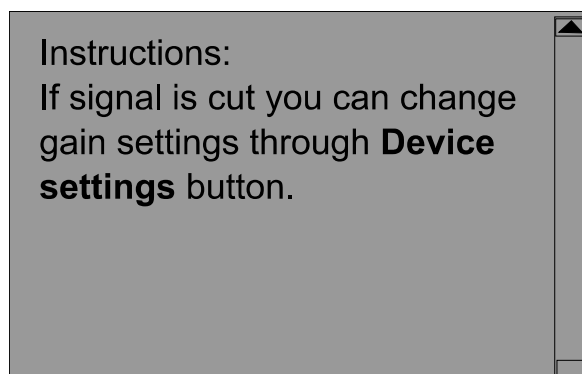 Instructions:
If signal is cut you can change
gain settings through Device
settings button.